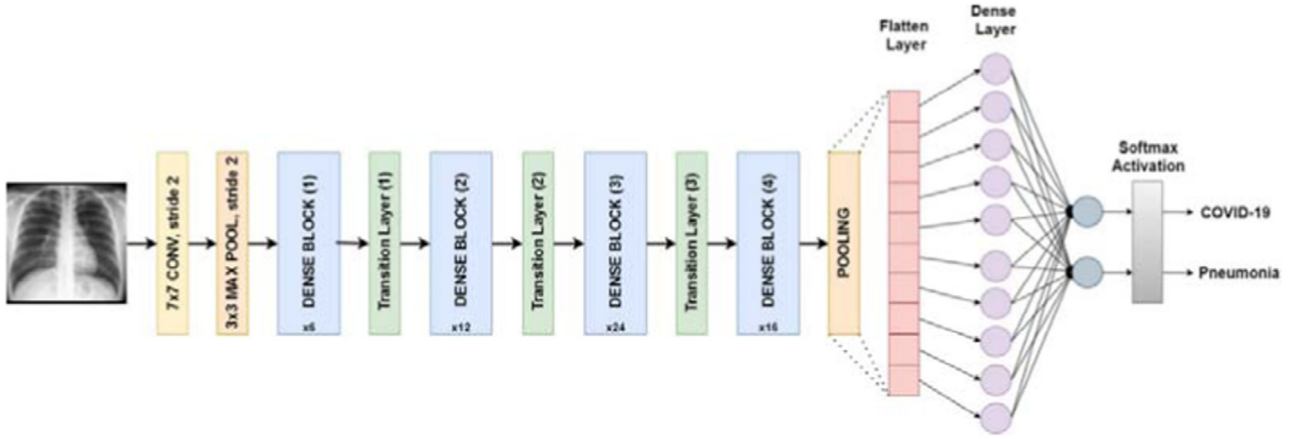 7x7 CONV, stride 2
3x3 MAX POOL, stride 2
DENSE BLOCK (1)
x6
Transition Layer (1)
DENSE BLOCK (2)
x12
Transition Layer (2)
DENSE BLOCK (3)
x24
Transition Layer (3)
DENSE BLOCK (4)
x16
POOLING
Flatten
Layer
Dense
Layer
Softmax
Activation
COVID-19
Pneumonia